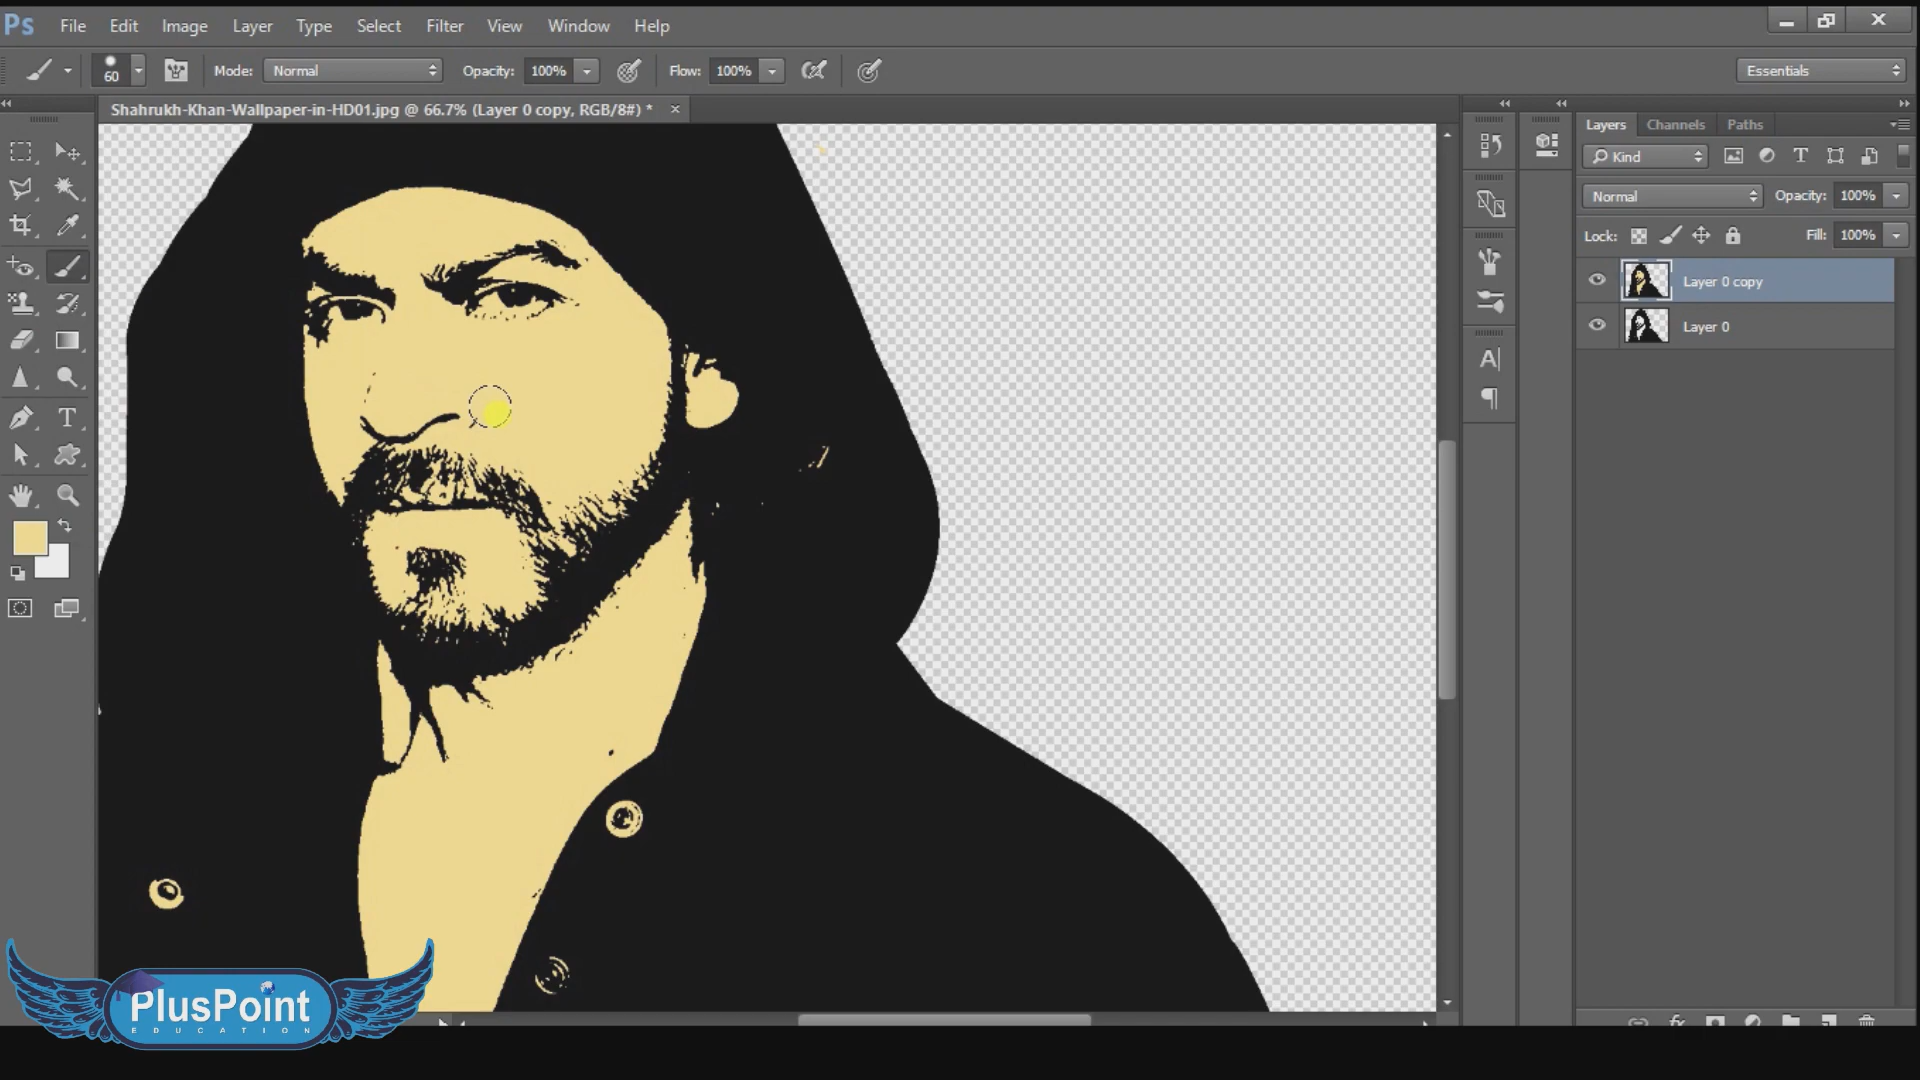 Ps File Edit Image Layer Type Select Filter View Window Help
60 Mode: Normal Opacity: 100% Flow: 100% Essentials
Shahrukh-Khan-Wallpaper-in-HD01.jpg @ 66.7% (Layer 0 copy, RGB/8#) *
Layers Channels Paths
Kind
Normal Opacity: 100%
Lock: Fill: 100%
Layer 0 copy
Layer 0
PlusPoint
EDUCATION